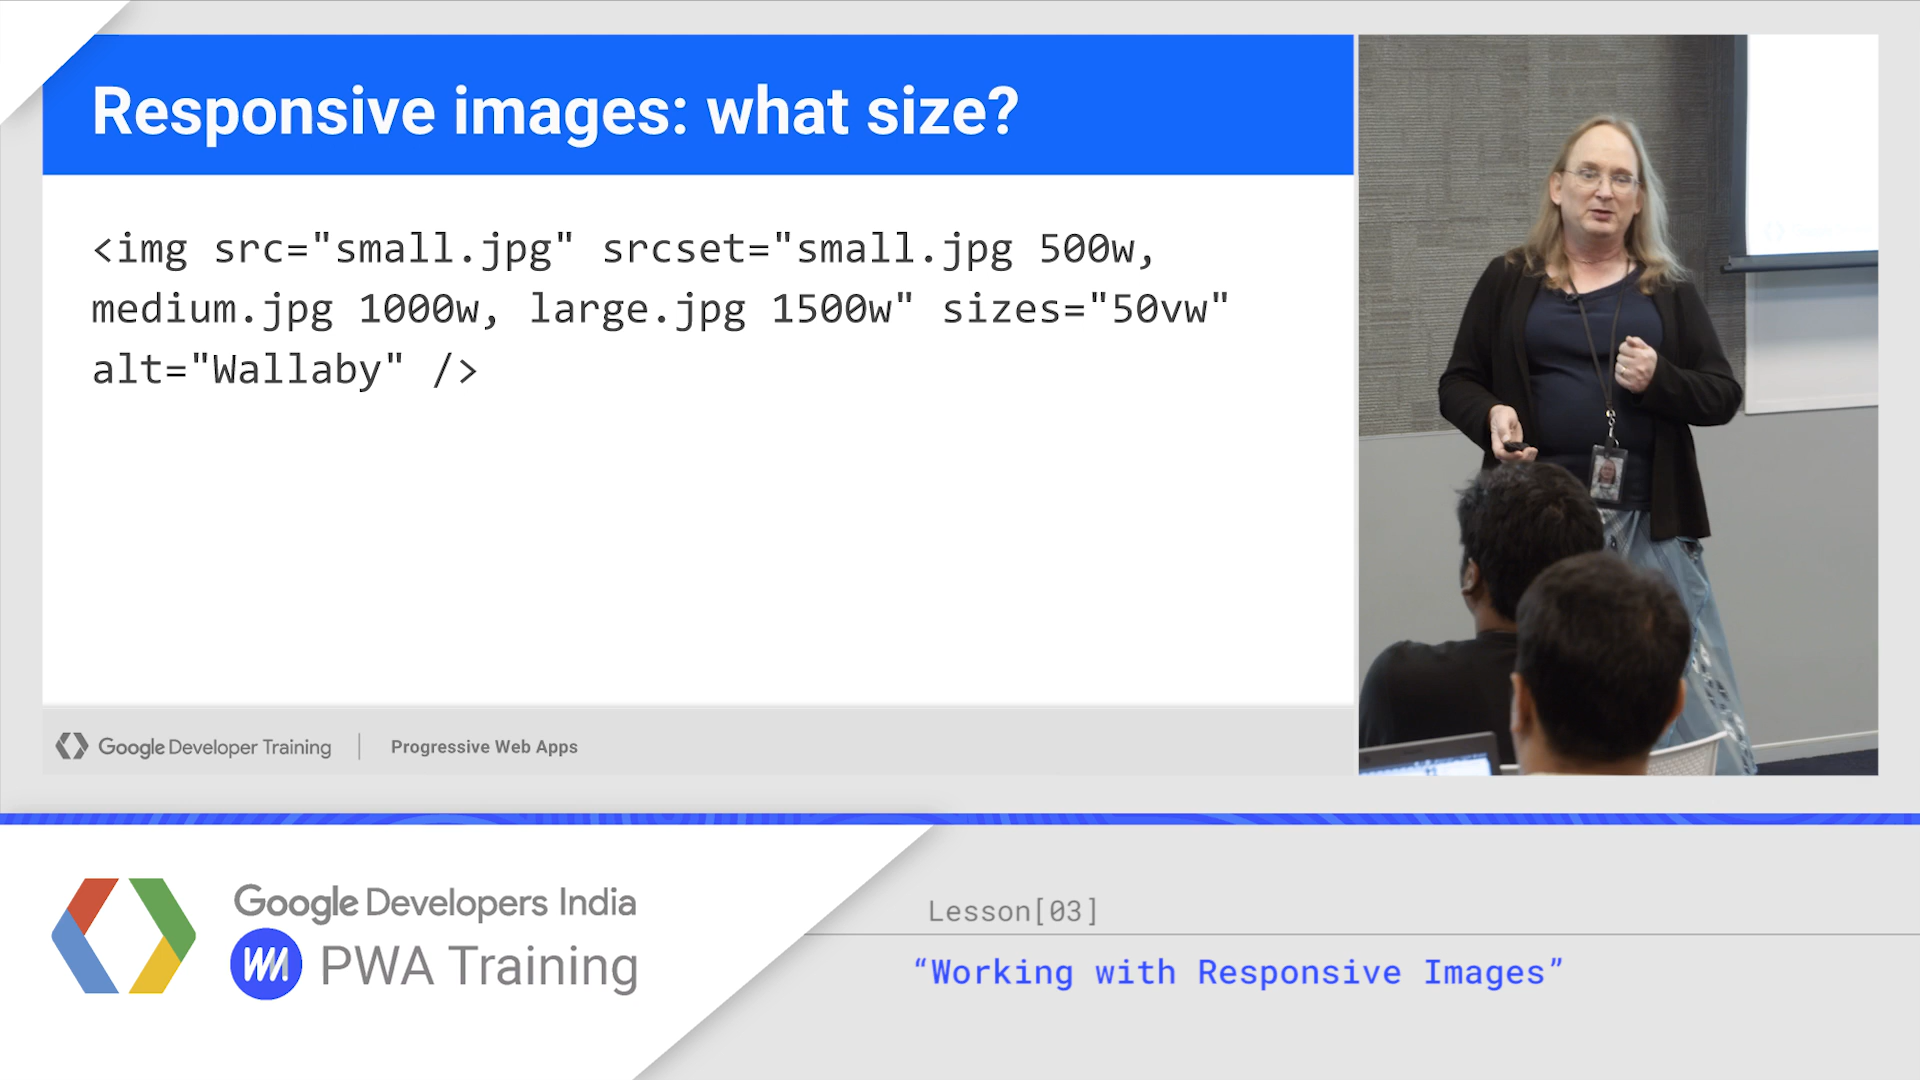 Responsive images: what size?
<img src="small.jpg" srcset="small.jpg 500w,
medium.jpg 1000w, large.jpg 1500w" sizes="50vw"
alt="Wallaby" />
Google Developer Training
Progressive Web Apps
Google Developers India
PWA Training
Lesson[03]
“Working with Responsive Images”